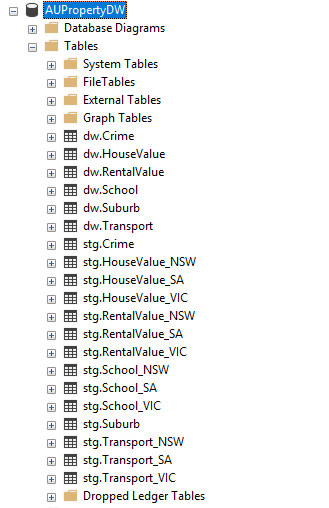 AUPropertyDW
Database Diagrams
Tables
System Tables
FileTables
External Tables
Graph Tables
dw.Crime
dw.HouseValue
dw.RentalValue
dw.School
dw.Suburb
dw.Transport
stg.Crime
stg.HouseValue_NSW
stg.HouseValue_SA
stg.HouseValue_VIC
stg.RentalValue_NSW
stg.RentalValue_SA
stg.RentalValue_VIC
stg.School_NSW
stg.School_SA
stg.School_VIC
stg.Suburb
stg.Transport_NSW
stg.Transport_SA
stg.Transport_VIC
Dropped Ledger Tables